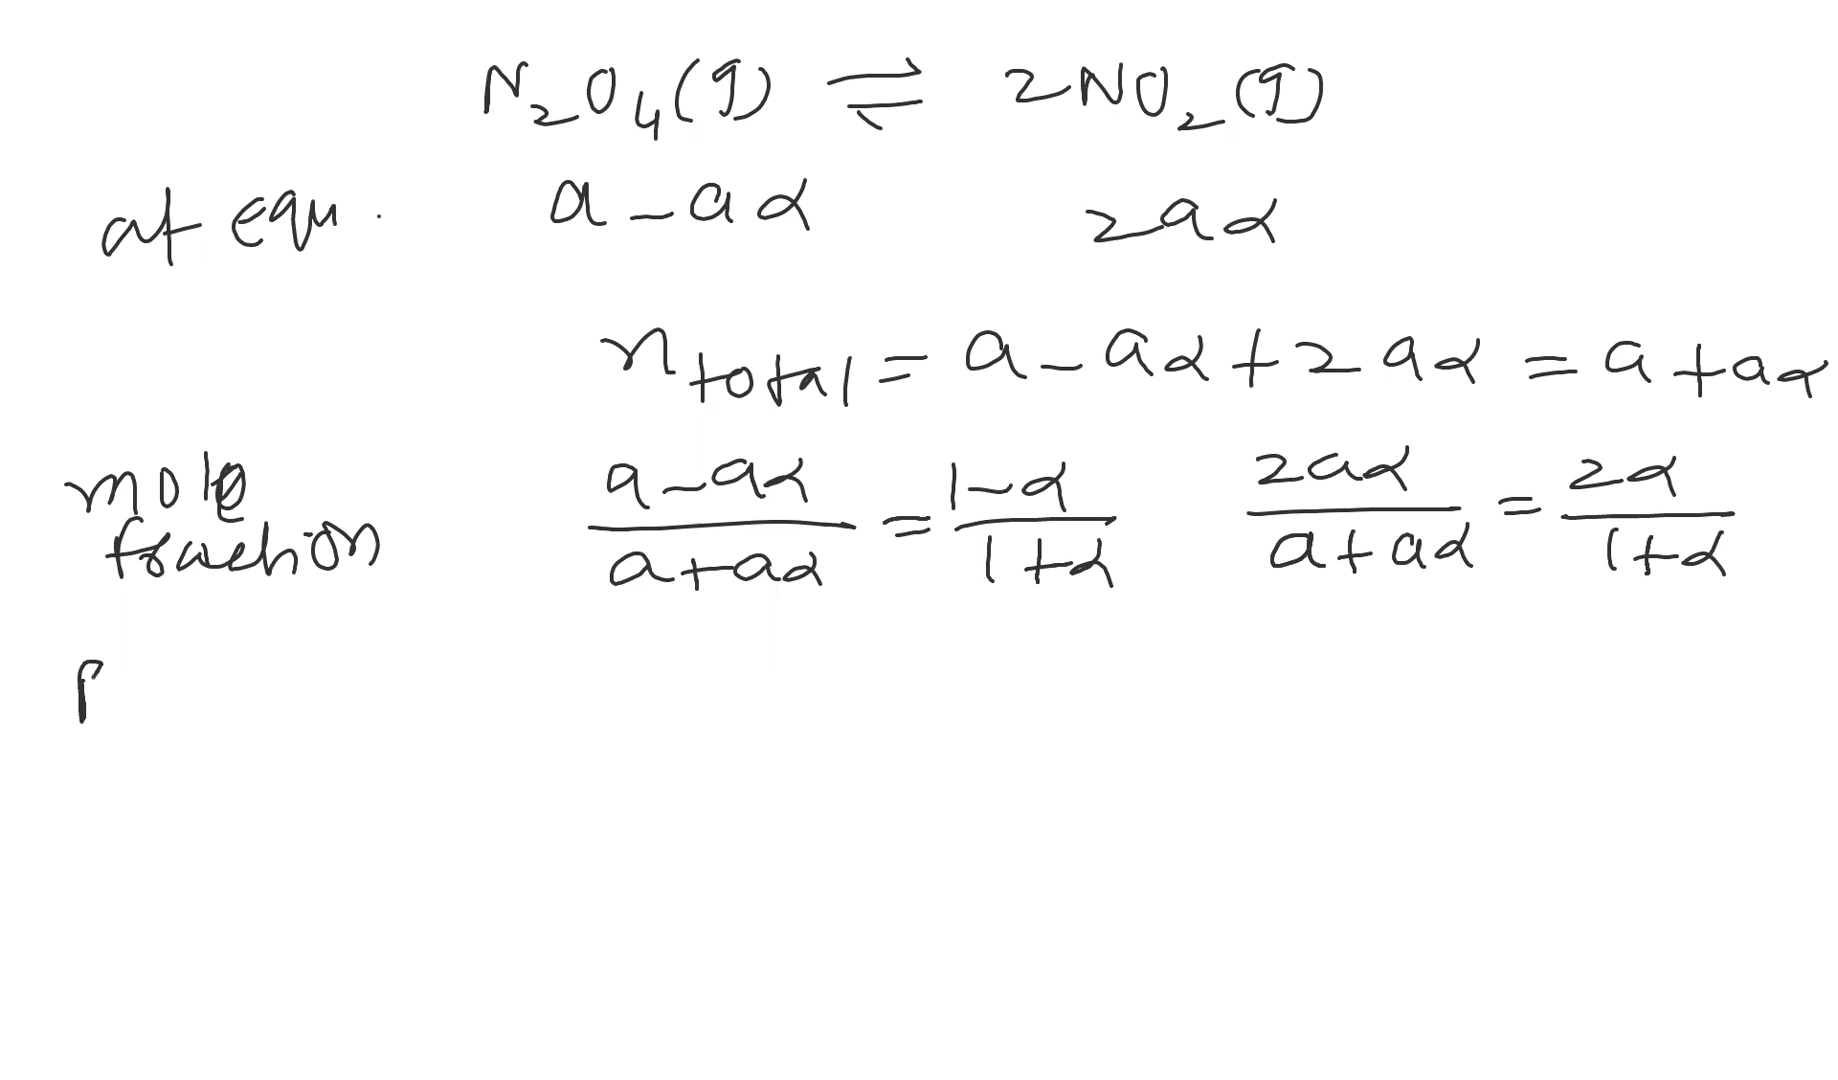 N₂O₄(g) ⇌ 2NO₂(g)
at equ. a-aα 2aα
n total = a-aα+2aα = a+aα
mole fraction (a-aα)/(a+aα) = (1-α)/(1+α) 2aα/(a+aα) = 2α/(1+α)
P